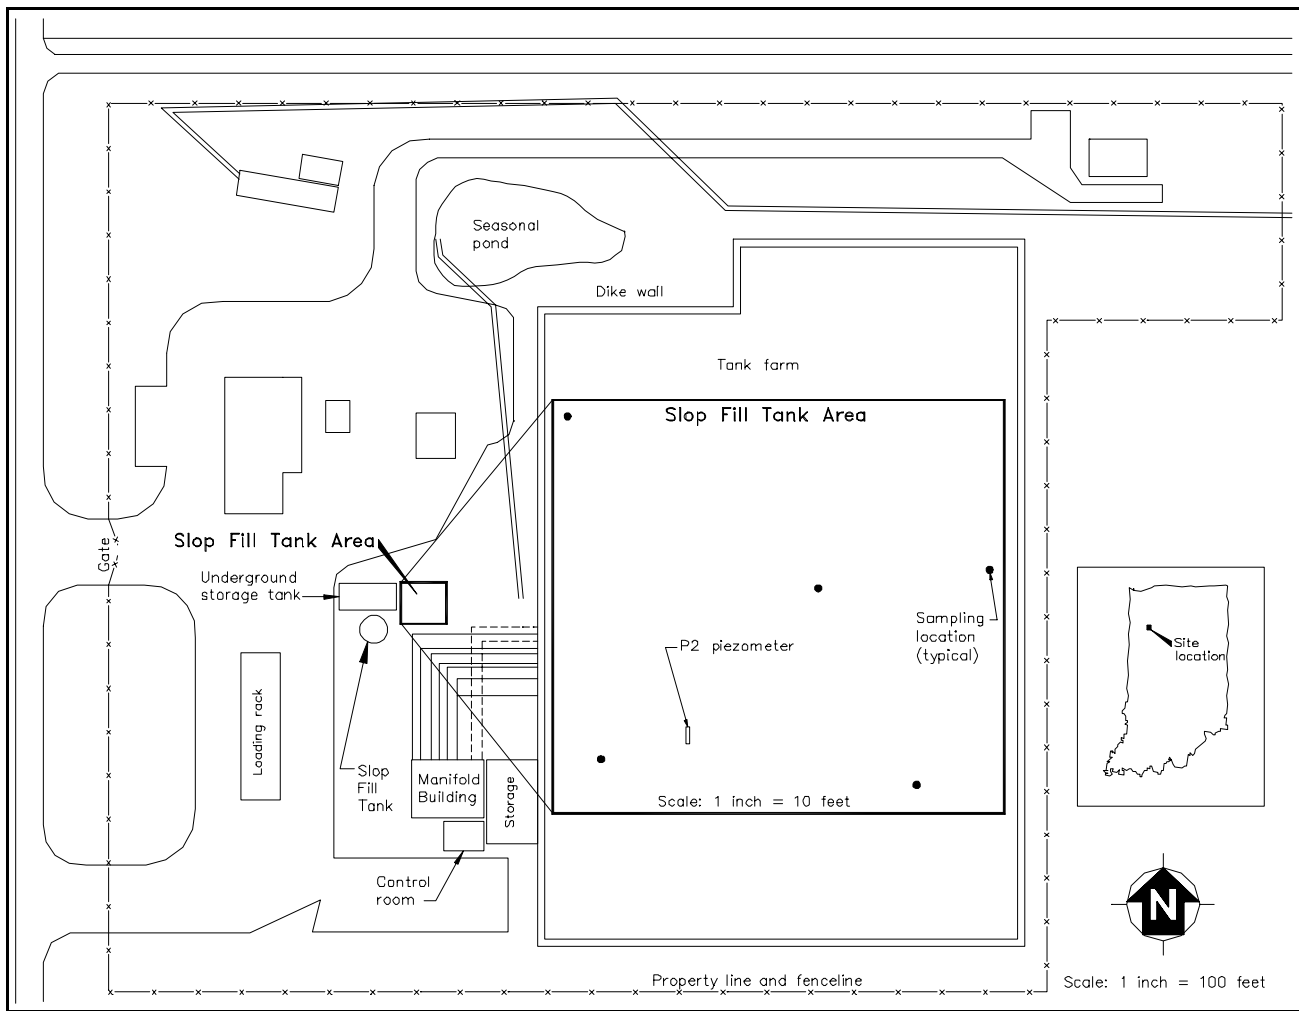 Seasonal
pond
Dike wall
Tank farm
Slop Fill Tank Area
Gate
Slop Fill Tank Area
Underground
storage tank
Sampling
location
(typical)
P2 piezometer
Site
location
Loading rack
Slop
Fill
Tank
Manifold
Building
Storage
Scale: 1 inch = 10 feet
Control
room
N
Property line and fenceline
Scale: 1 inch = 100 feet